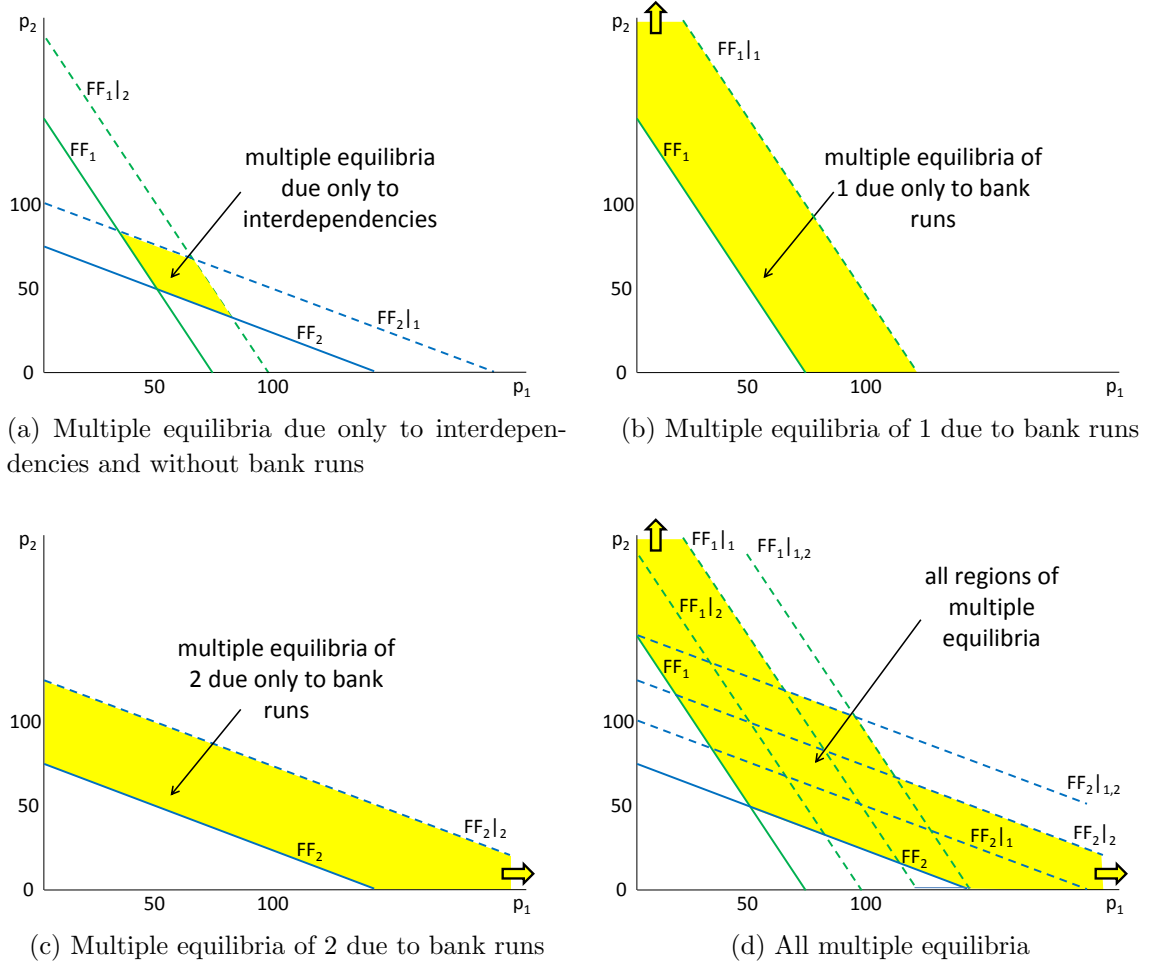 p₂
FF₁|₂
FF₁
multiple equilibria
due only to
interdependencies
100
50
FF₂|₁
FF₂
0
50
100
p₁
(a) Multiple equilibria due only to interdepen-
dencies and without bank runs
p₂
FF₁|₁
FF₁
multiple equilibria of
1 due only to bank
runs
100
50
0
50
100
p₁
(b) Multiple equilibria of 1 due to bank runs
p₂
multiple equilibria of
2 due only to bank
runs
100
50
FF₂|₂
FF₂
0
50
100
p₁
(c) Multiple equilibria of 2 due to bank runs
p₂
FF₁|₁
FF₁|₁,₂
all regions of
multiple
equilibria
FF₁|₂
FF₁
100
FF₂|₁,₂
50
FF₂|₂
FF₂|₁
FF₂
0
50
100
p₁
(d) All multiple equilibria